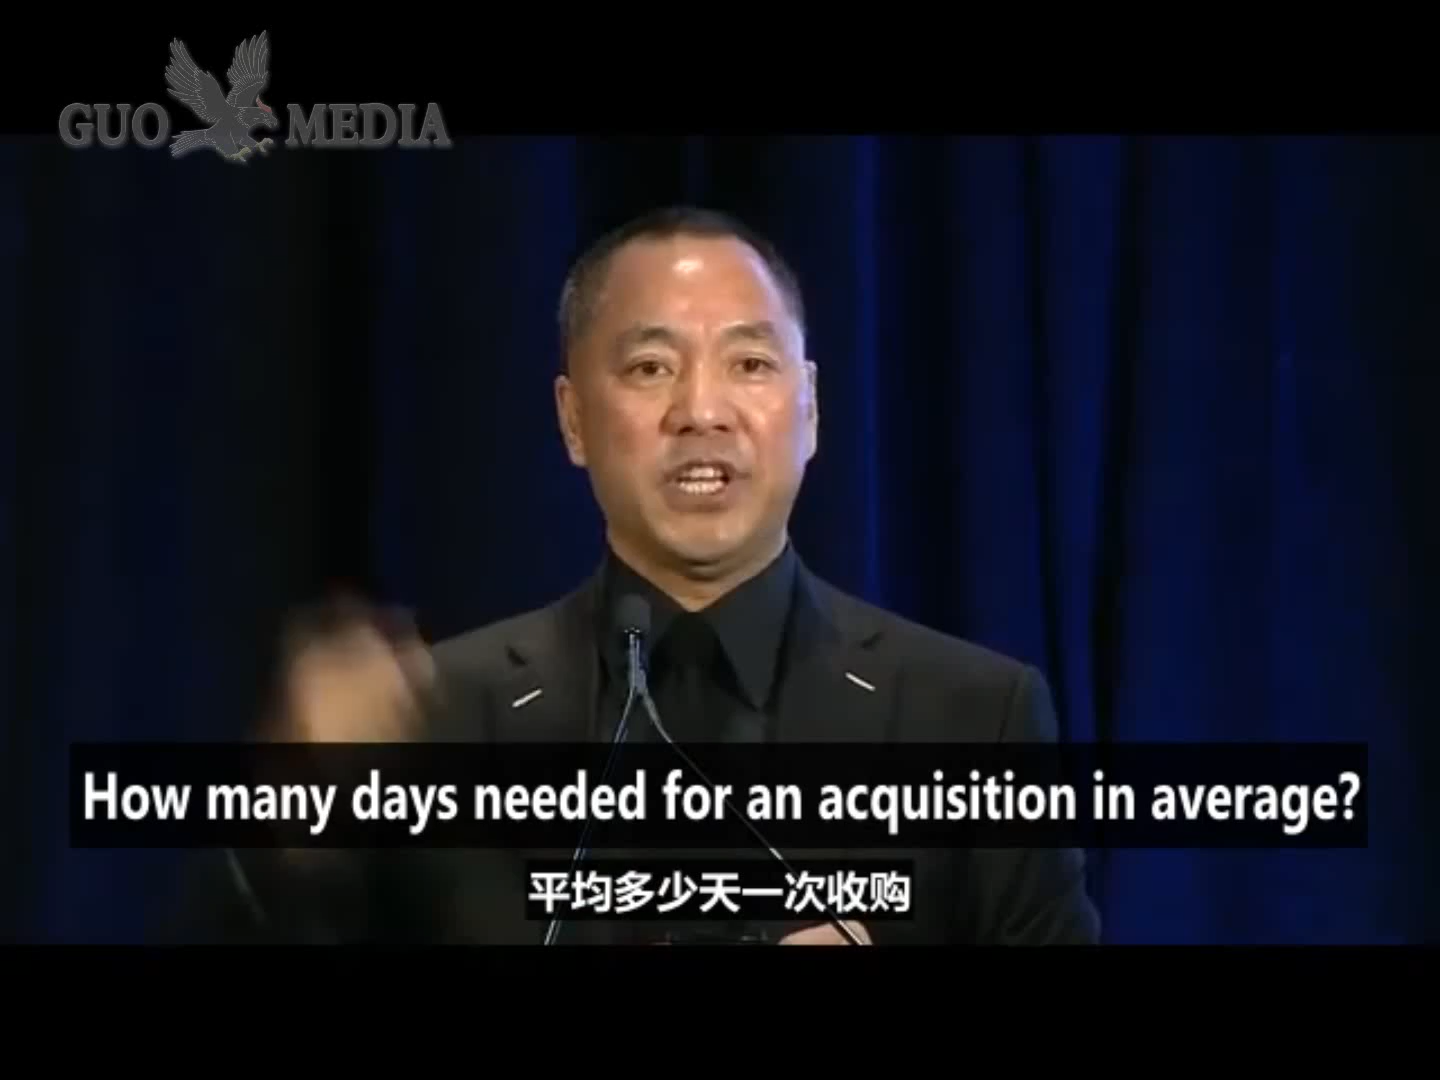 GUO MEDIA
How many days needed for an acquisition in average?
平均多少天一次收购